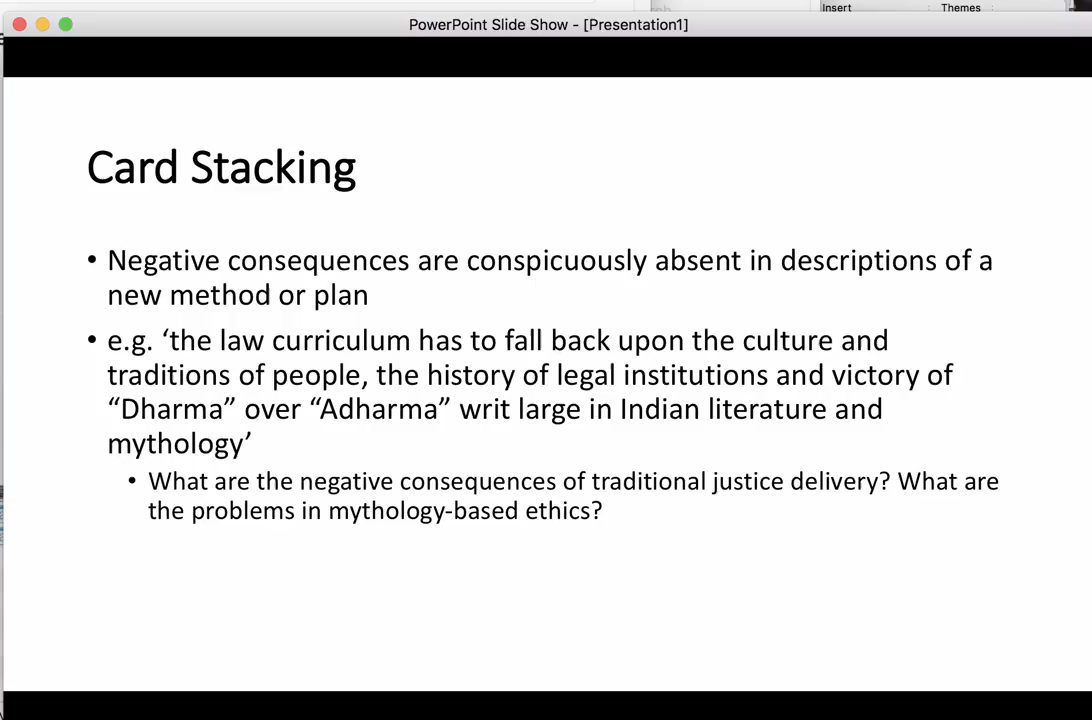 Insert
Themes
PowerPoint Slide Show - [Presentation1]
Card Stacking
• Negative consequences are conspicuously absent in descriptions of a
new method or plan
• e.g. ‘the law curriculum has to fall back upon the culture and
traditions of people, the history of legal institutions and victory of
“Dharma” over “Adharma” writ large in Indian literature and
mythology’
• What are the negative consequences of traditional justice delivery? What are
the problems in mythology-based ethics?